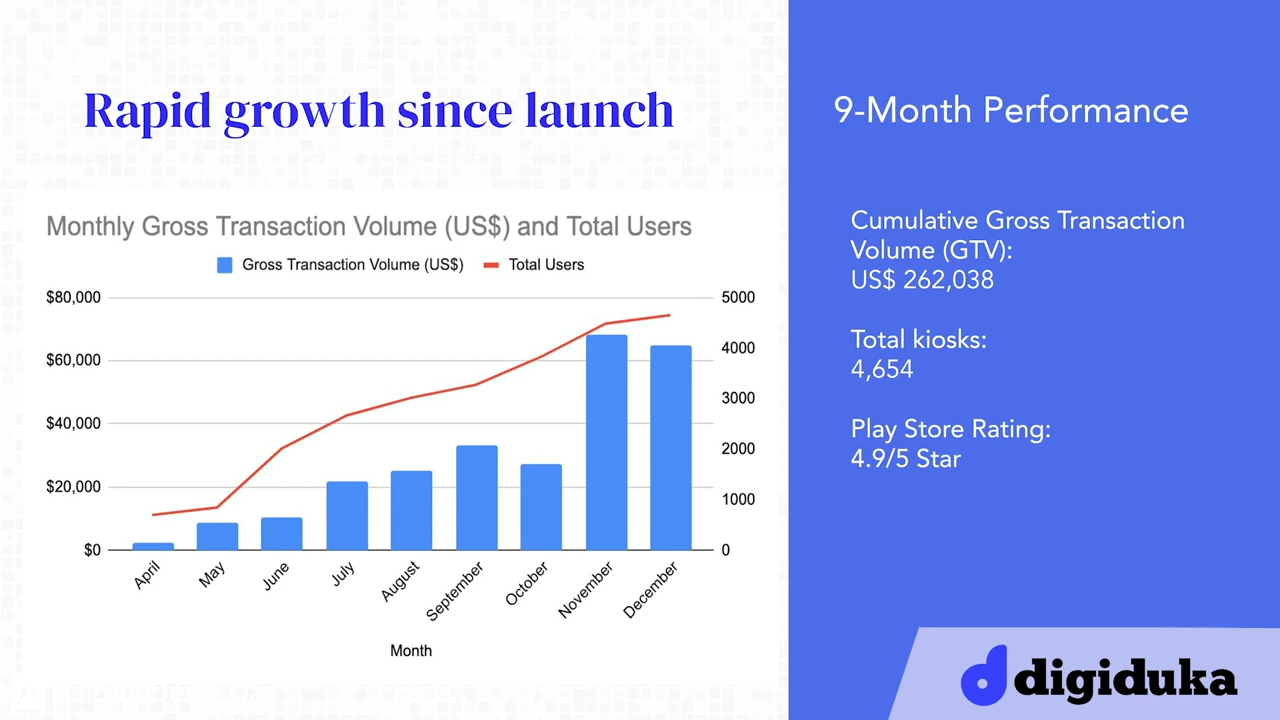 Rapid growth since launch
9-Month Performance
Monthly Gross Transaction Volume (US$) and Total Users
Gross Transaction Volume (US$)
Total Users
$80,000
$60,000
$40,000
$20,000
$0
5000
4000
3000
2000
1000
0
April
May
June
July
August
September
October
November
December
Month
Cumulative Gross Transaction
Volume (GTV):
US$ 262,038
Total kiosks:
4,654
Play Store Rating:
4.9/5 Star
digiduka